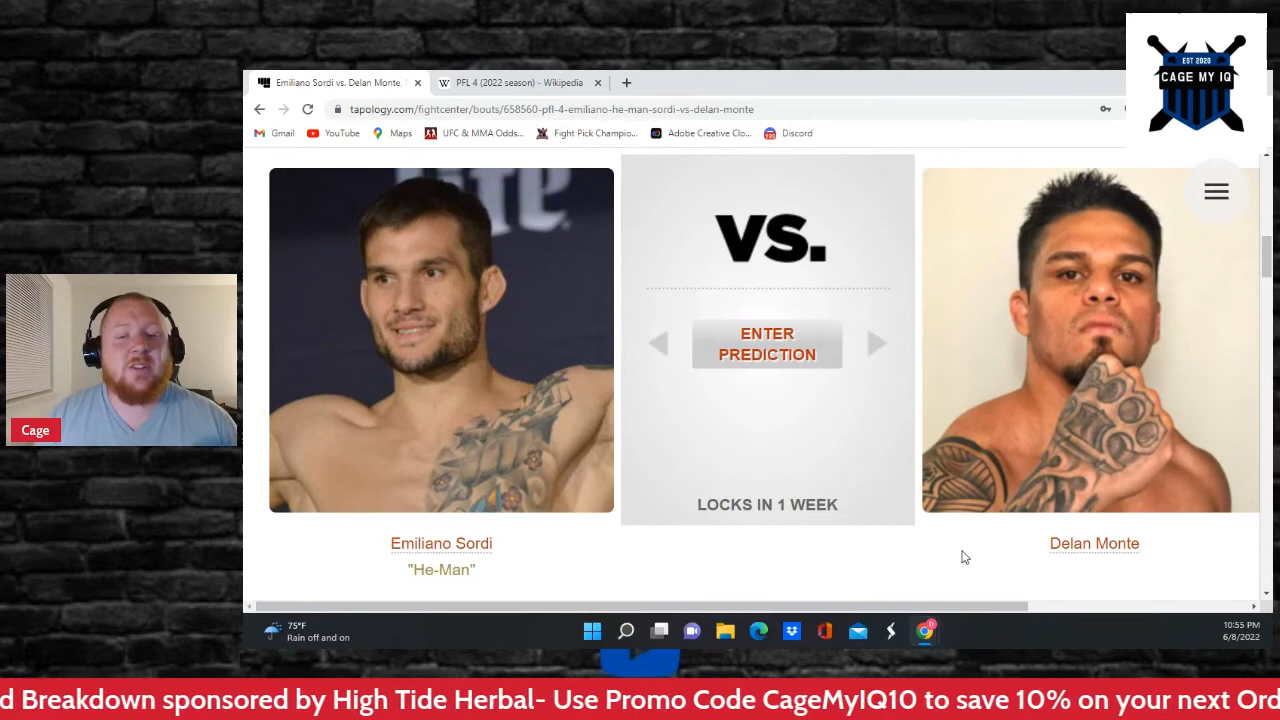 EST 2020
CAGE MY IQ
Emiliano Sordi vs. Delan Monte,
PFL 4 (2022 season) - Wikipedia
tapology.com/fightcenter/bouts/658560-pfl-4-emiliano-he-man-sordi-vs-delan-monte
Gmail
YouTube
Maps
UFC & MMA Odds...
Fight Pick Champio...
Adobe Creative Clo...
Discord
VS.
ENTER
PREDICTION
LOCKS IN 1 WEEK
Emiliano Sordi
"He-Man"
Delan Monte
Cage
75°F
Rain off and on
10:55 PM
6/8/2022
d Breakdown sponsored by High Tide Herbal- Use Promo Code CageMyIQ10 to save 10% on your next Ord